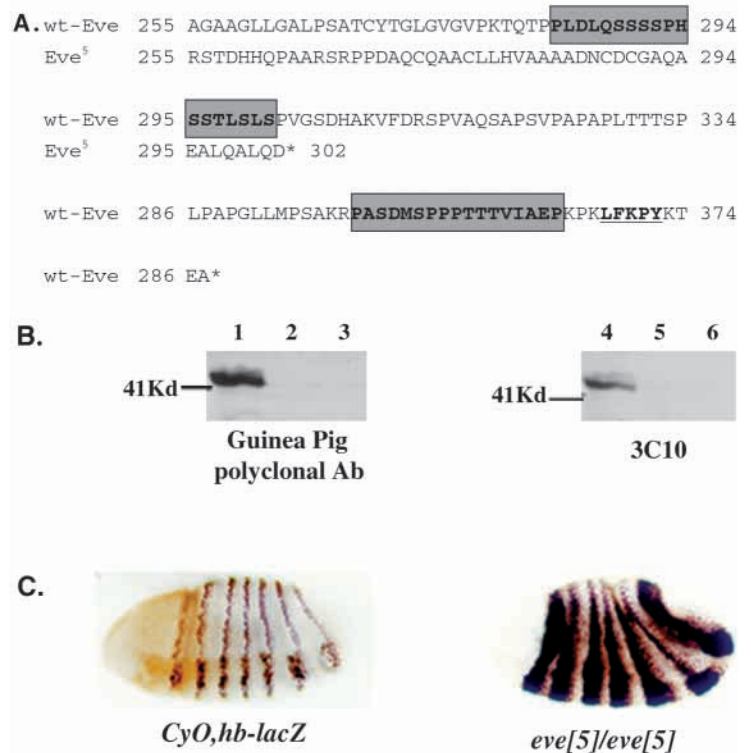 A. wt-Eve 255 AGAAGLLGALPSATCYTGLGVGVPKTQTPPLDLQSSSSPH 294
Eve⁵ 255 RSTDHHQPAARSRPPDAQCQAACLLHVAAAADNCDCGAQA 294
wt-Eve 295 SSTLSLSPVGSDHAKVFDRSPVAQSAPSVPAPAPLTTTSP 334
Eve⁵ 295 EALQALQD* 302
wt-Eve 286 LPAPGLLMPSAKRPASDMSPPPTTTVIAEPKPKLFKPYKT 374
wt-Eve 286 EA*
B. 1 2 3 4 5 6
41Kd 41Kd
Guinea Pig
polyclonal Ab
3C10
C.
CyO,hb-lacZ eve[5]/eve[5]